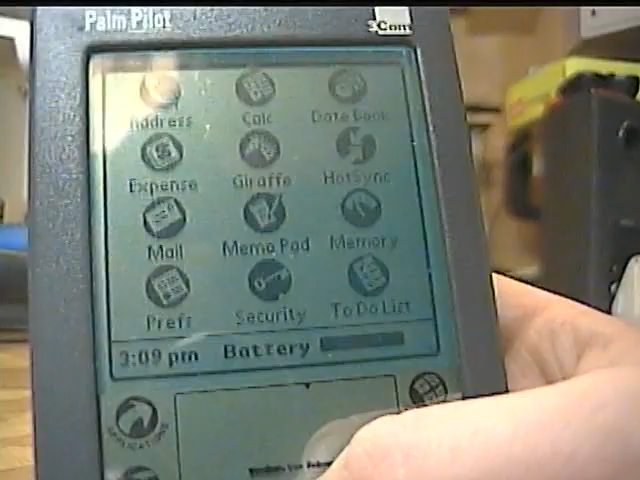 Palm Pilot 3Com
Address Calc Date Book
Expense Giraffe HotSync
Mail Memo Pad Memory
Prefs Security To Do List
3:09 pm Battery
APPLICATIONS